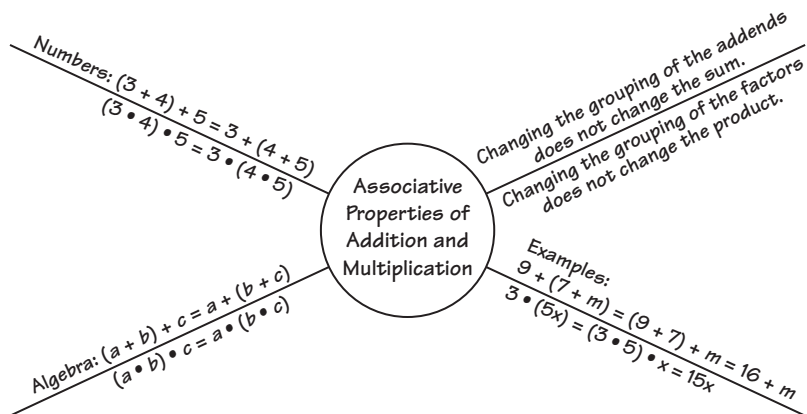 Numbers: (3 + 4) + 5 = 3 + (4 + 5)
(3 • 4) • 5 = 3 • (4 • 5)
Changing the grouping of the addends
does not change the sum.
Changing the grouping of the factors
does not change the product.
Associative
Properties of
Addition and
Multiplication
Algebra: (a + b) + c = a + (b + c)
(a • b) • c = a • (b • c)
Examples:
9 + (7 + m) = (9 + 7) + m = 16 + m
3 • (5x) = (3 • 5) • x = 15x